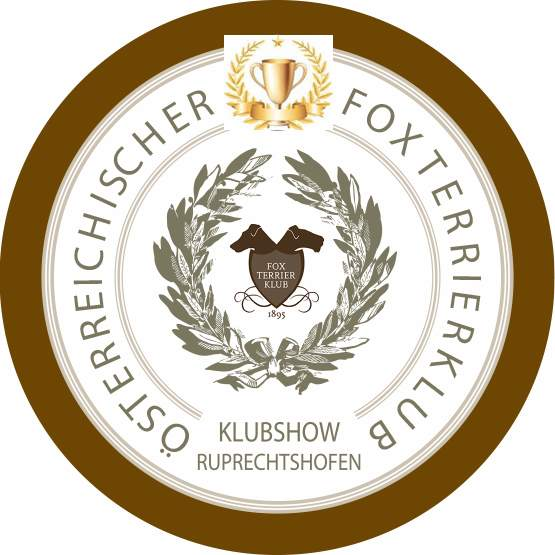 ÖSTERREICHISCHER FOXTERRIERKLUB
FOX
TERRIER
KLUB
1895
KLUBSHOW
RUPRECHTSHOFEN